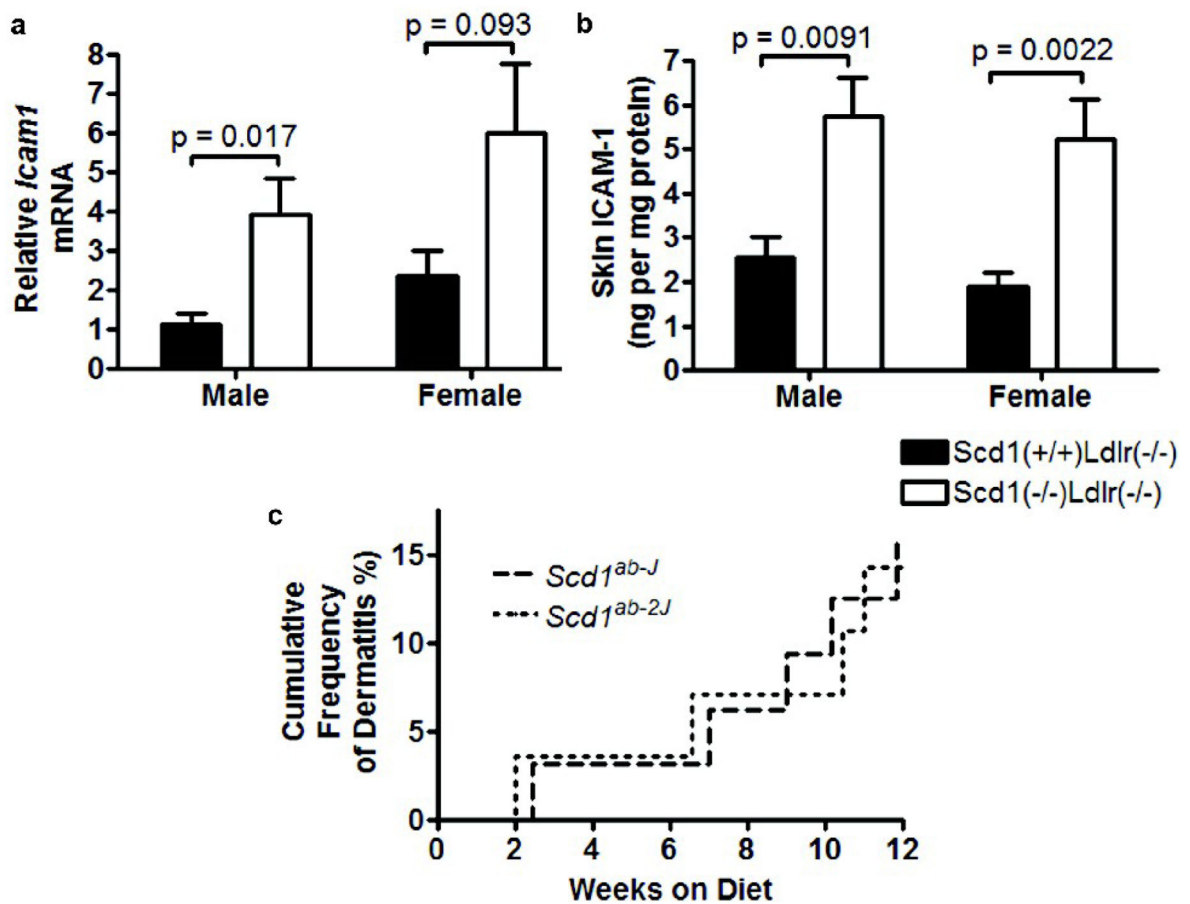 a
p = 0.093
p = 0.017
Relative Icam1
mRNA
8
7
6
5
4
3
2
1
0
Male
Female
b
p = 0.0091
p = 0.0022
Skin ICAM-1
(ng per mg protein)
7
6
5
4
3
2
1
0
Male
Female
Scd1(+/+)Ldlr(-/-)
Scd1(-/-)Ldlr(-/-)
c
Cumulative
Frequency
of Dermatitis %)
15
10
5
0
Scd1ab-J
Scd1ab-2J
0 2 4 6 8 10 12
Weeks on Diet